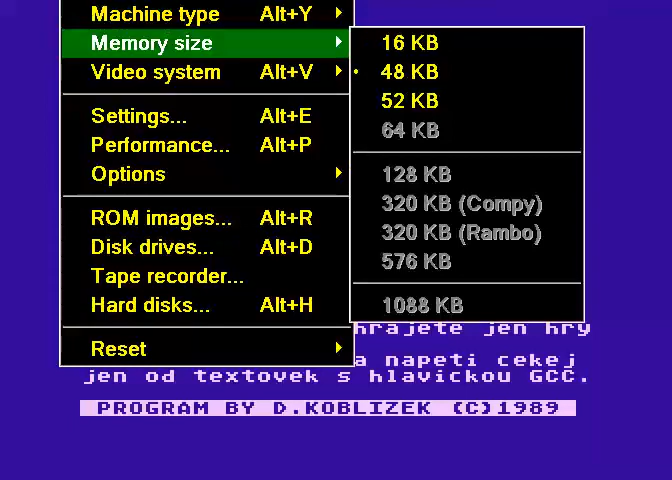 Machine type Alt+Y
Memory size
Video system Alt+V
Settings... Alt+E
Performance... Alt+P
Options
ROM images... Alt+R
Disk drives... Alt+D
Tape recorder...
Hard disks... Alt+H
Reset
16 KB
48 KB
52 KB
64 KB
128 KB
320 KB (Compy)
320 KB (Rambo)
576 KB
1088 KB
hrajete jen hry
a napeti cekej
jen od textovek s hlavickou GCC.
PROGRAM BY D.KOBLIZEK (C)1989